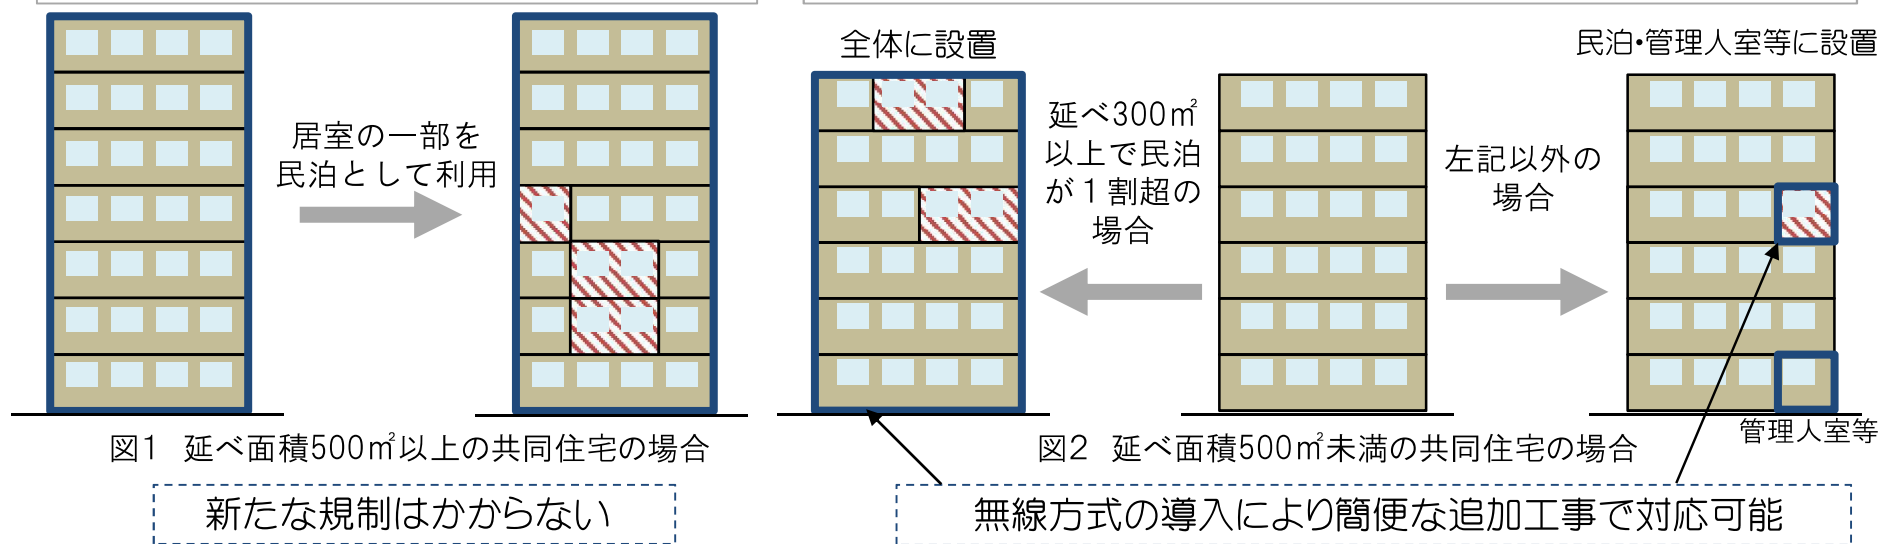 居室の一部を
民泊として利用
図1 延べ面積500㎡以上の共同住宅の場合
新たな規制はかからない
全体に設置
延べ300㎡
以上で民泊
が1割超の
場合
左記以外の
場合
民泊・管理人室等に設置
管理人室等
図2 延べ面積500㎡未満の共同住宅の場合
無線方式の導入により簡便な追加工事で対応可能